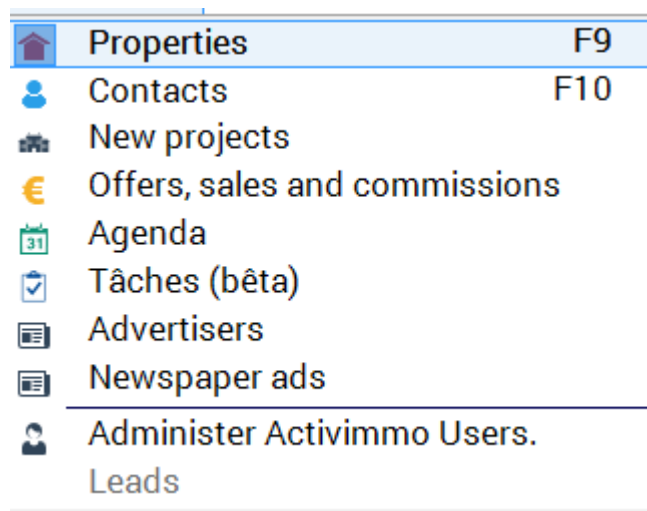 Properties F9
Contacts F10
New projects
Offers, sales and commissions
31 Agenda
Tâches (bêta)
Advertisers
Newspaper ads
Administer Activimmo Users.
Leads